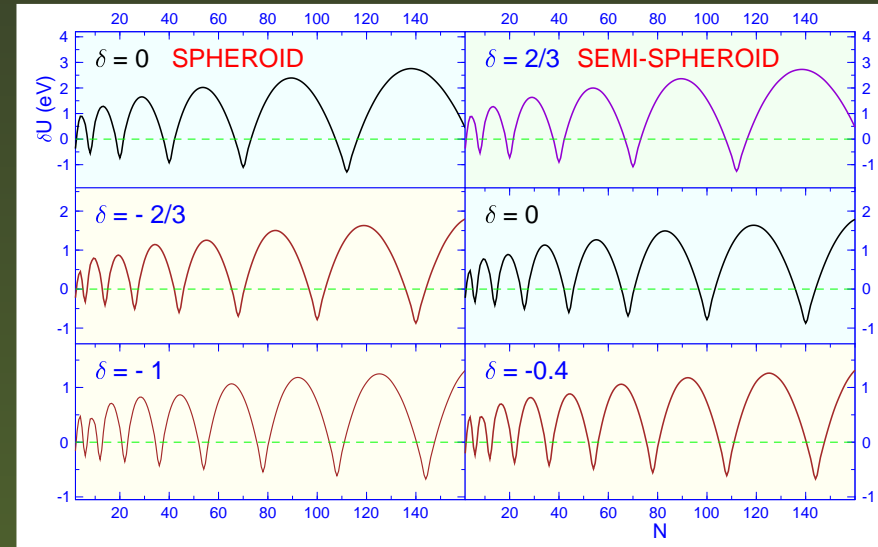 20 40 60 80 100 120 140 20 40 60 80 100 120 140
δU (eV)
4 3 2 1 0 -1
δ = 0 SPHEROID
δ = 2/3 SEMI-SPHEROID
4 3 2 1 0 -1
2 1 0 -1
δ = - 2/3
δ = 0
2 1 0 -1
1 0 -1
δ = - 1
δ = -0.4
1 0 -1
20 40 60 80 100 120 140 20 40 60 80 100 120 140
N